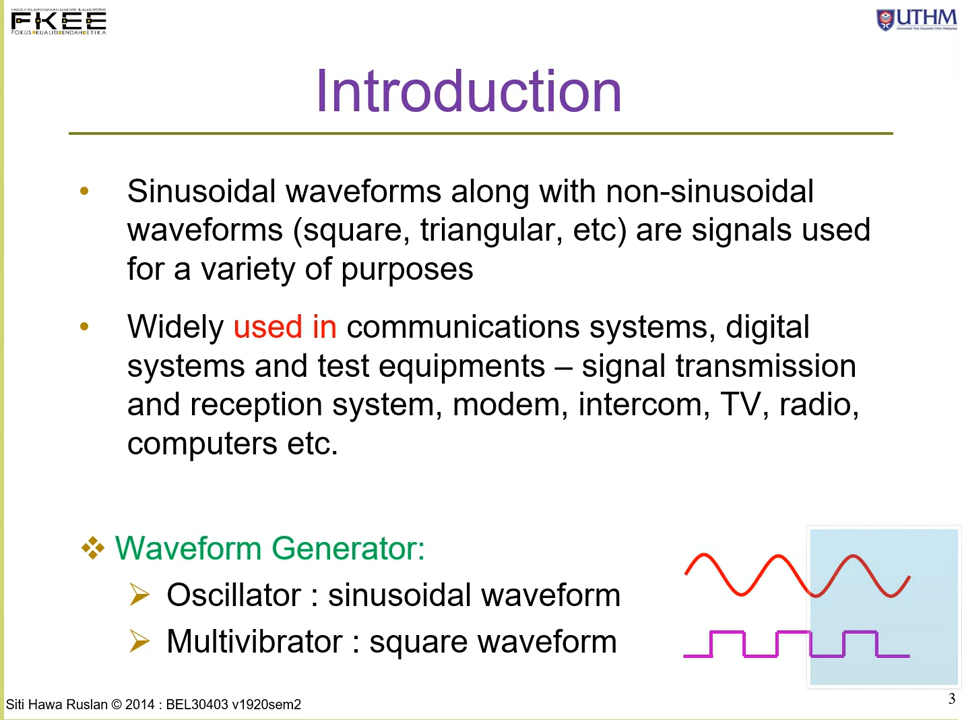 FKEE
UTHM
Introduction
• Sinusoidal waveforms along with non-sinusoidal
waveforms (square, triangular, etc) are signals used
for a variety of purposes
• Widely used in communications systems, digital
systems and test equipments – signal transmission
and reception system, modem, intercom, TV, radio,
computers etc.
❖ Waveform Generator:
➢ Oscillator : sinusoidal waveform
➢ Multivibrator : square waveform
Siti Hawa Ruslan © 2014 : BEL30403 v1920sem2
3